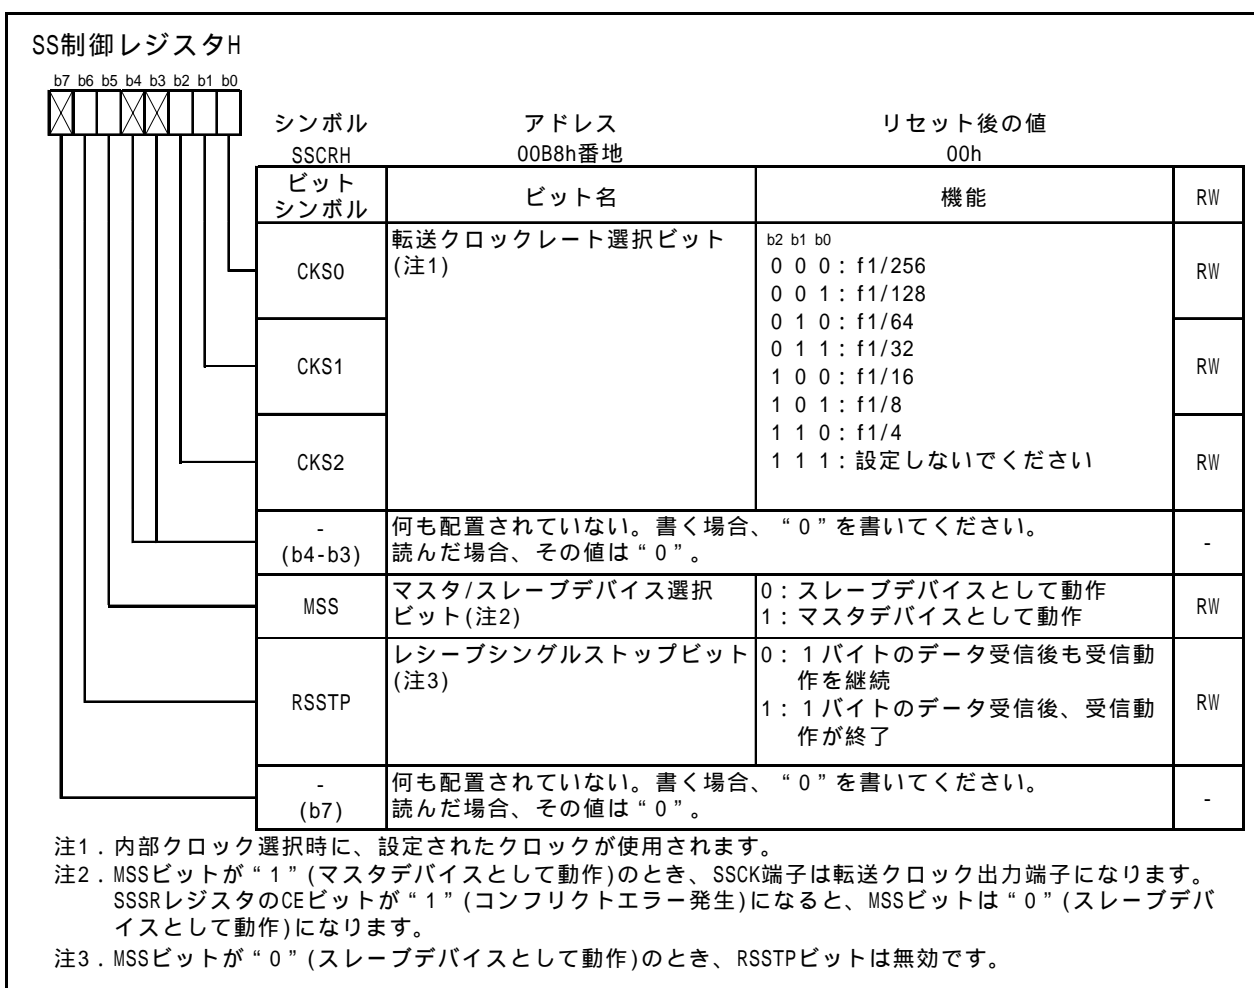 SS制御レジスタH
b7 b6 b5 b4 b3 b2 b1 b0
シンボル アドレス リセット後の値
SSCRH 00B8h番地 00h
ビット
シンボル
ビット名 機能 RW
CKS0
転送クロックレート選択ビット
(注1)
b2 b1 b0
0 0 0：f1/256
0 0 1：f1/128
0 1 0：f1/64
0 1 1：f1/32
1 0 0：f1/16
1 0 1：f1/8
1 1 0：f1/4
1 1 1：設定しないでください
RW
CKS1 RW
CKS2 RW
-
(b4-b3)
何も配置されていない。書く場合、“0”を書いてください。
読んだ場合、その値は“0”。
-
MSS
マスタ/スレーブデバイス選択
ビット(注2)
0：スレーブデバイスとして動作
1：マスタデバイスとして動作
RW
RSSTP
レシーブシングルストップビット
(注3)
0：1バイトのデータ受信後も受信動
作を継続
1：1バイトのデータ受信後、受信動
作が終了
RW
-
(b7)
何も配置されていない。書く場合、“0”を書いてください。
読んだ場合、その値は“0”。
-
注1．内部クロック選択時に、設定されたクロックが使用されます。
注2．MSSビットが“1”(マスタデバイスとして動作)のとき、SSCK端子は転送クロック出力端子になります。
SSSRレジスタのCEビットが“1”(コンフリクトエラー発生)になると、MSSビットは“0”(スレーブデバ
イスとして動作)になります。
注3．MSSビットが“0”(スレーブデバイスとして動作)のとき、RSSTPビットは無効です。